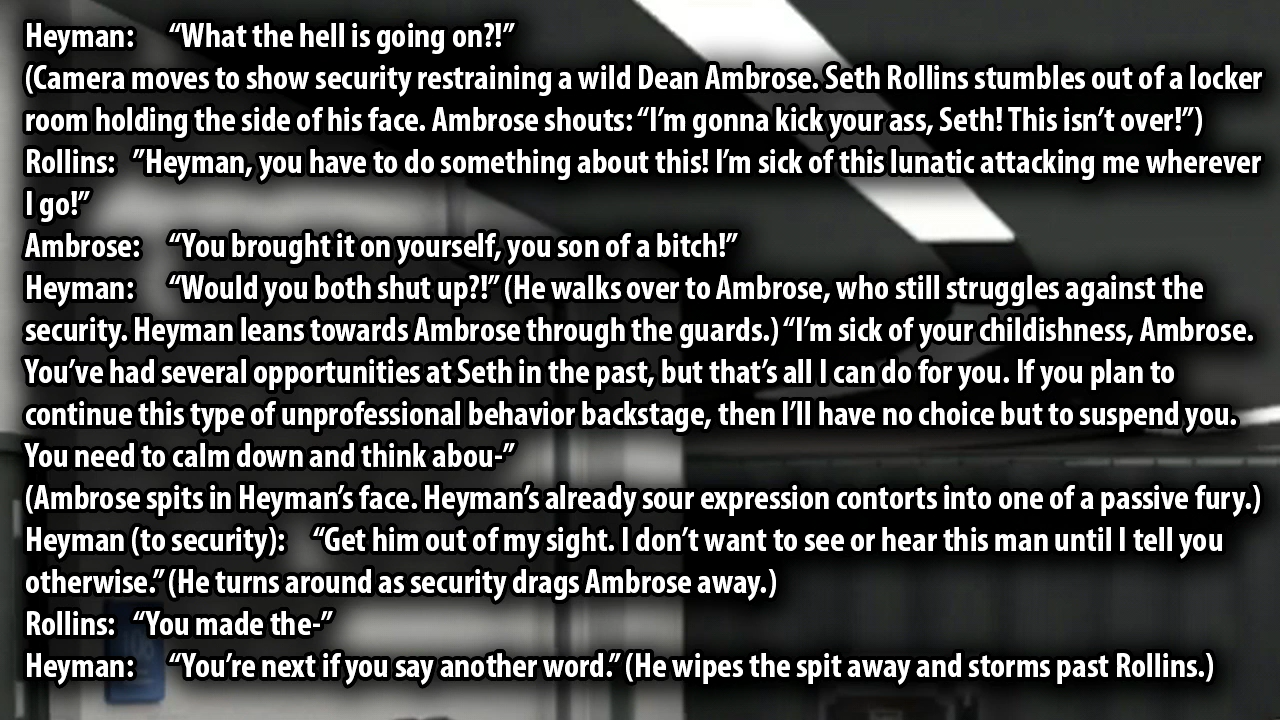 Heyman: “What the hell is going on?!”
(Camera moves to show security restraining a wild Dean Ambrose. Seth Rollins stumbles out of a locker
room holding the side of his face. Ambrose shouts: “I’m gonna kick your ass, Seth! This isn’t over!”)
Rollins: ”Heyman, you have to do something about this! I’m sick of this lunatic attacking me wherever
I go!”
Ambrose: “You brought it on yourself, you son of a bitch!”
Heyman: “Would you both shut up?!” (He walks over to Ambrose, who still struggles against the
security. Heyman leans towards Ambrose through the guards.) “I’m sick of your childishness, Ambrose.
You’ve had several opportunities at Seth in the past, but that’s all I can do for you. If you plan to
continue this type of unprofessional behavior backstage, then I’ll have no choice but to suspend you.
You need to calm down and think abou-”
(Ambrose spits in Heyman’s face. Heyman’s already sour expression contorts into one of a passive fury.)
Heyman (to security): “Get him out of my sight. I don’t want to see or hear this man until I tell you
otherwise.” (He turns around as security drags Ambrose away.)
Rollins: “You made the-”
Heyman: “You’re next if you say another word.” (He wipes the spit away and storms past Rollins.)